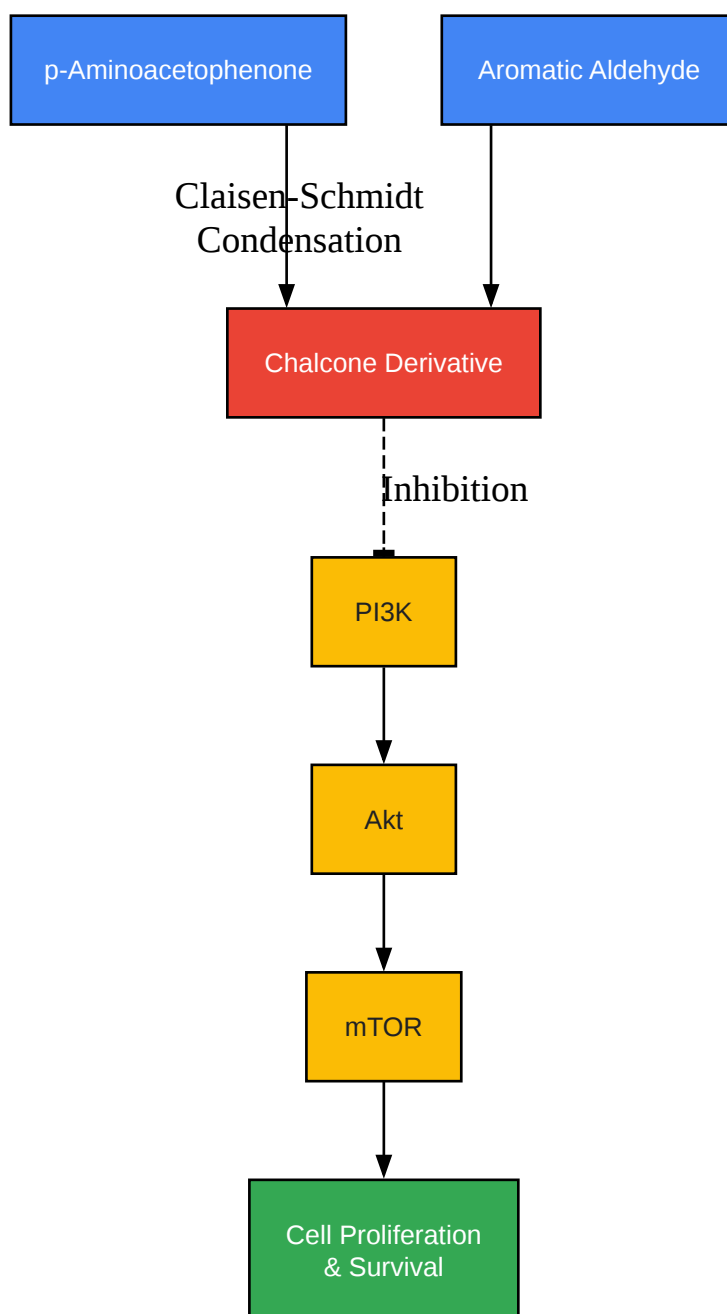 p-Aminoacetophenone
Aromatic Aldehyde
Claisen-Schmidt
Condensation
Chalcone Derivative
Inhibition
PI3K
Akt
mTOR
Cell Proliferation
& Survival